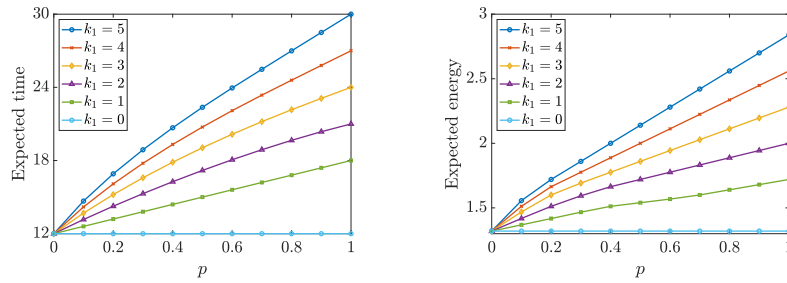 30
24
18
12
Expected time
k₁ = 5
k₁ = 4
k₁ = 3
k₁ = 2
k₁ = 1
k₁ = 0
0 0.2 0.4 0.6 0.8 1
p
3
2.5
2
1.5
Expected energy
k₁ = 5
k₁ = 4
k₁ = 3
k₁ = 2
k₁ = 1
k₁ = 0
0 0.2 0.4 0.6 0.8 1
p